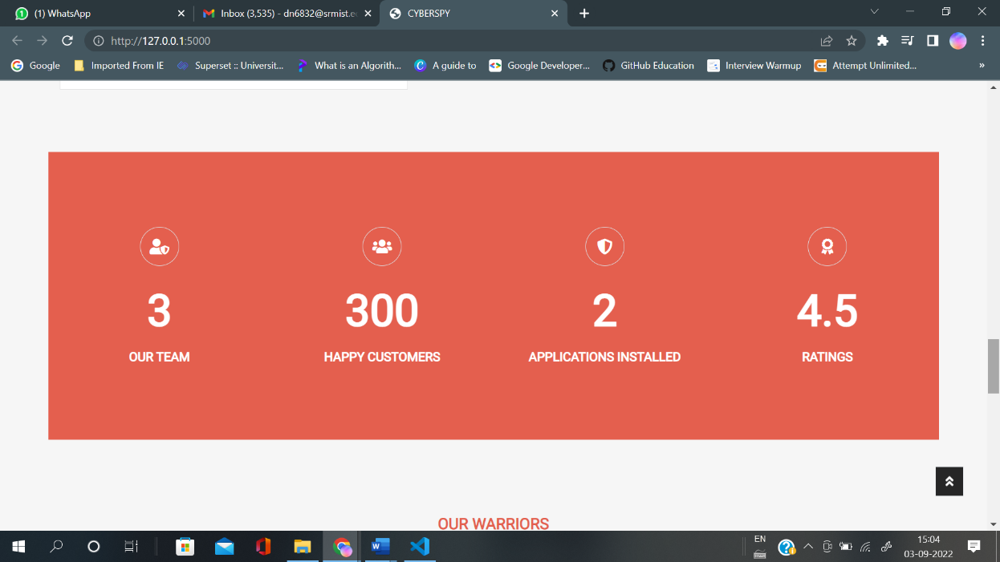 (1) WhatsApp
Inbox (3,535) - dn6832@srmist.e
CYBERSPY
http://127.0.0.1:5000
Google
Imported From IE
Superset :: Universit...
What is an Algorith...
A guide to
Google Developer...
GitHub Education
Interview Warmup
Attempt Unlimited...
»
3
OUR TEAM
300
HAPPY CUSTOMERS
2
APPLICATIONS INSTALLED
4.5
RATINGS
OUR WARRIORS
EN
15:04
03-09-2022